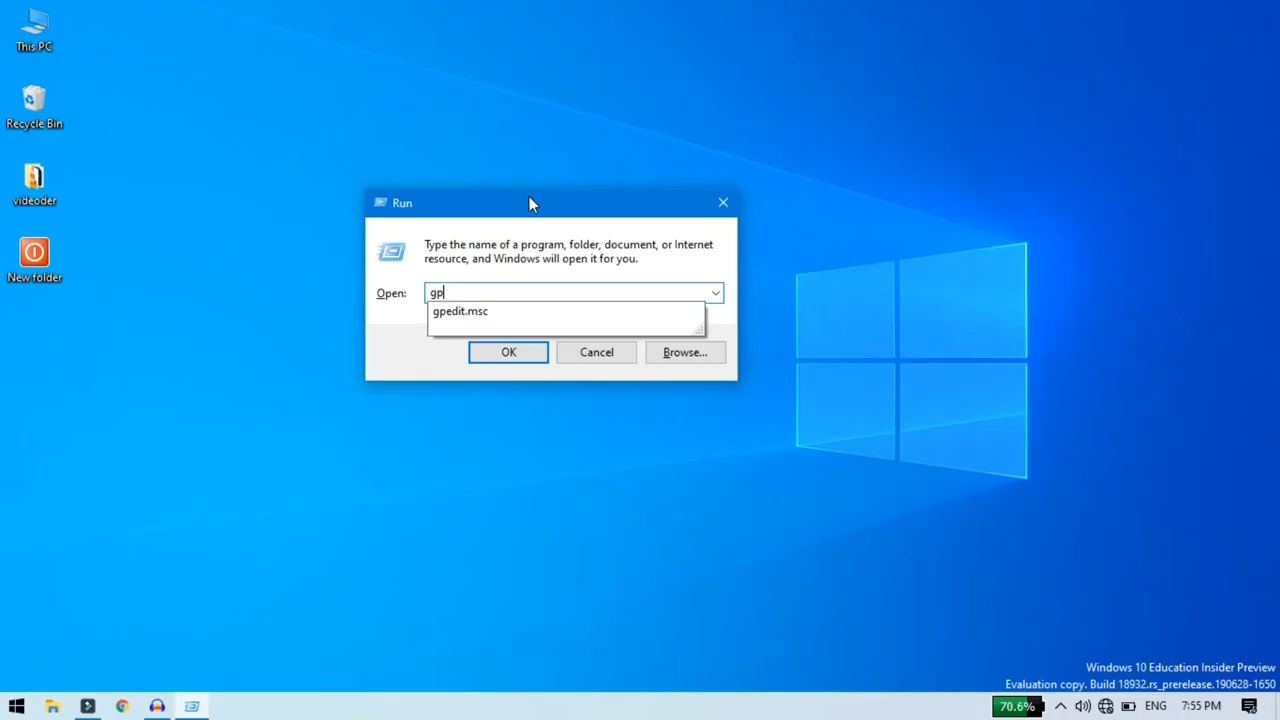 This PC
Recycle Bin
videoder
New folder
Run
Type the name of a program, folder, document, or Internet
resource, and Windows will open it for you.
Open:
gp
gpedit.msc
OK
Cancel
Browse...
Windows 10 Education Insider Preview
Evaluation copy. Build 18932.rs_prerelease.190628-1650
70.6%
ENG
7:55 PM